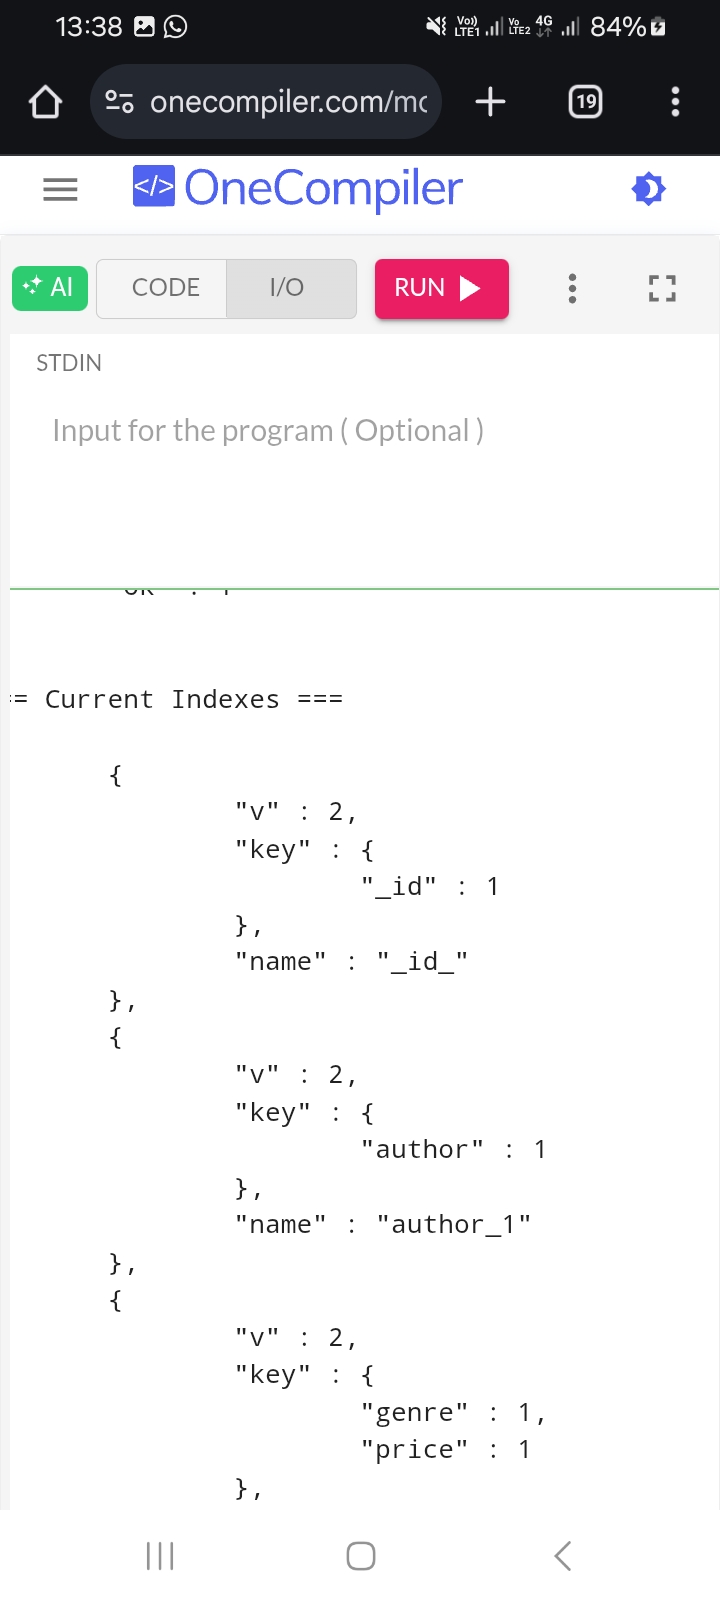 13:38
Vo)) LTE1 Vo LTE2 4G 84%
onecompiler.com/mc
19
</> OneCompiler
AI CODE I/O RUN
STDIN
Input for the program ( Optional )
== Current Indexes ===
{
"v" : 2,
"key" : {
"_id" : 1
},
"name" : "_id_"
},
{
"v" : 2,
"key" : {
"author" : 1
},
"name" : "author_1"
},
{
"v" : 2,
"key" : {
"genre" : 1,
"price" : 1
},